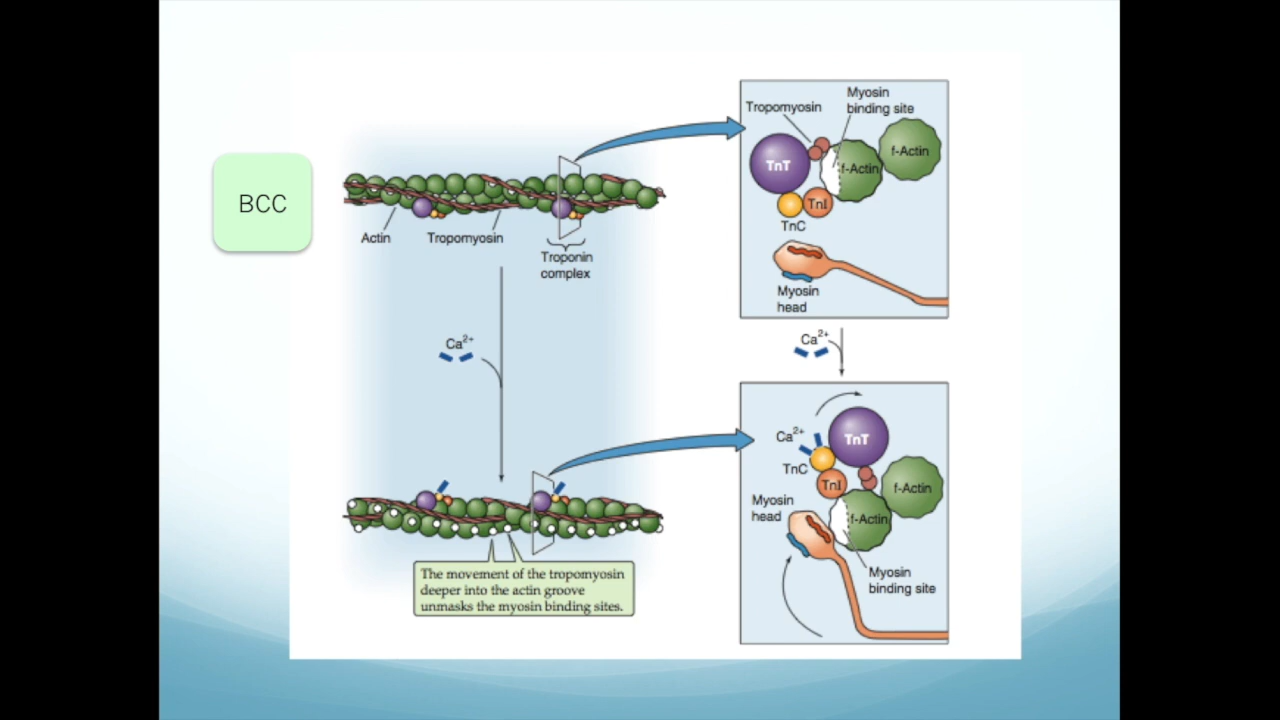 BCC
Actin
Tropomyosin
Troponin
complex
Ca2+
The movement of the tropomyosin
deeper into the actin groove
unmasks the myosin binding sites.
Tropomyosin
Myosin
binding site
TnT
f-Actin
f-Actin
TnI
TnC
Myosin
head
Ca2+
Ca2+
TnT
TnC
TnI
f-Actin
Myosin
head
f-Actin
Myosin
binding site